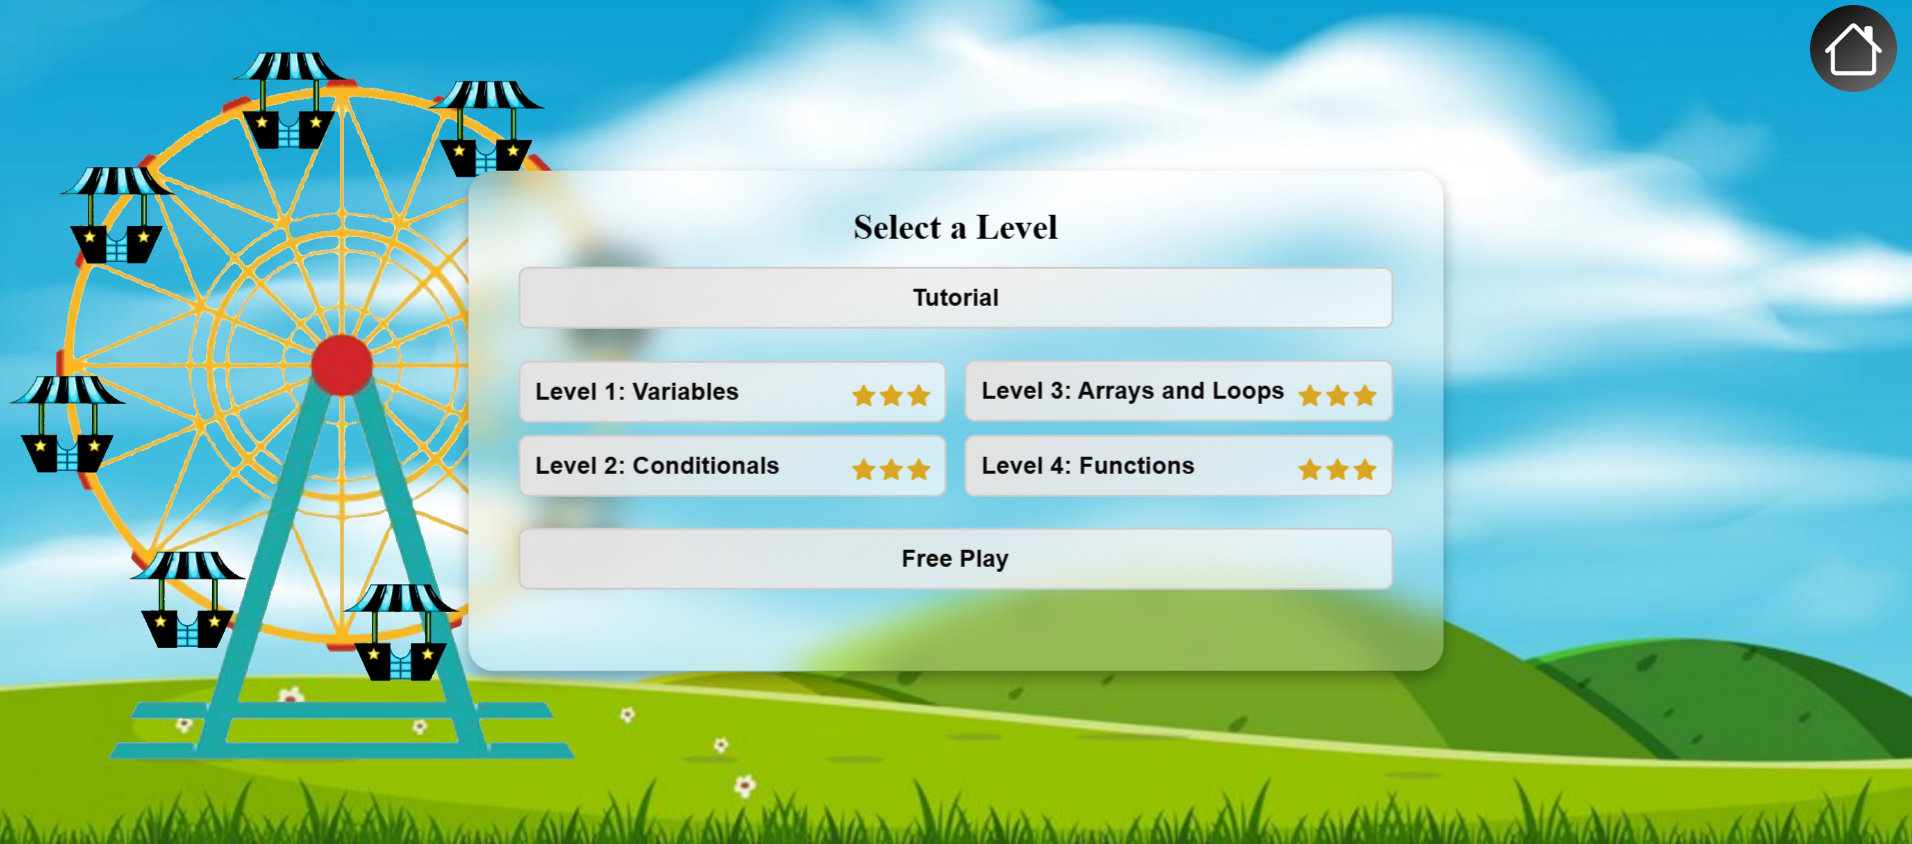 Select a Level
Tutorial
Level 1: Variables
Level 3: Arrays and Loops
Level 2: Conditionals
Level 4: Functions
Free Play